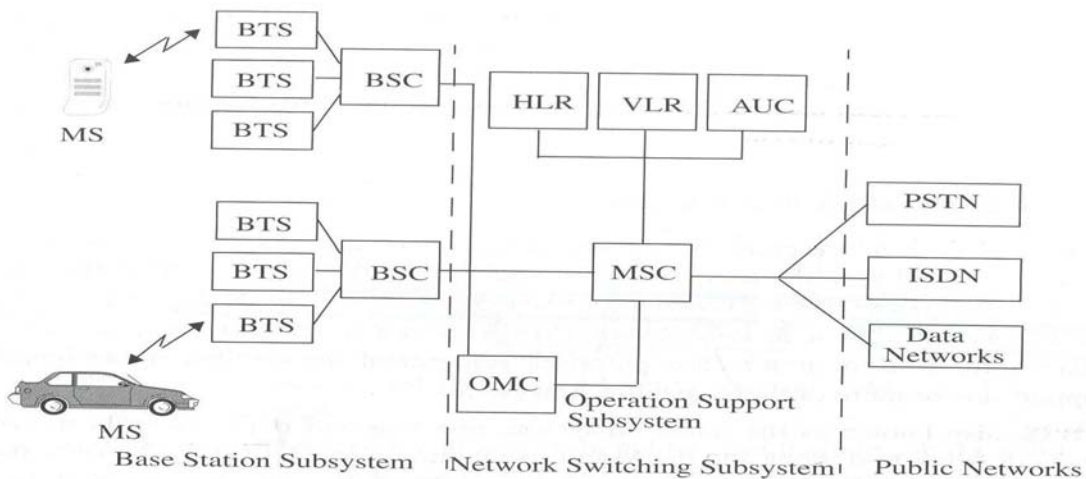 BTS
BTS
BTS
BSC
MS
HLR
VLR
AUC
BTS
BTS
BTS
BSC
MSC
PSTN
ISDN
Data
Networks
OMC
Operation Support
Subsystem
MS
Base Station Subsystem
Network Switching Subsystem
Public Networks